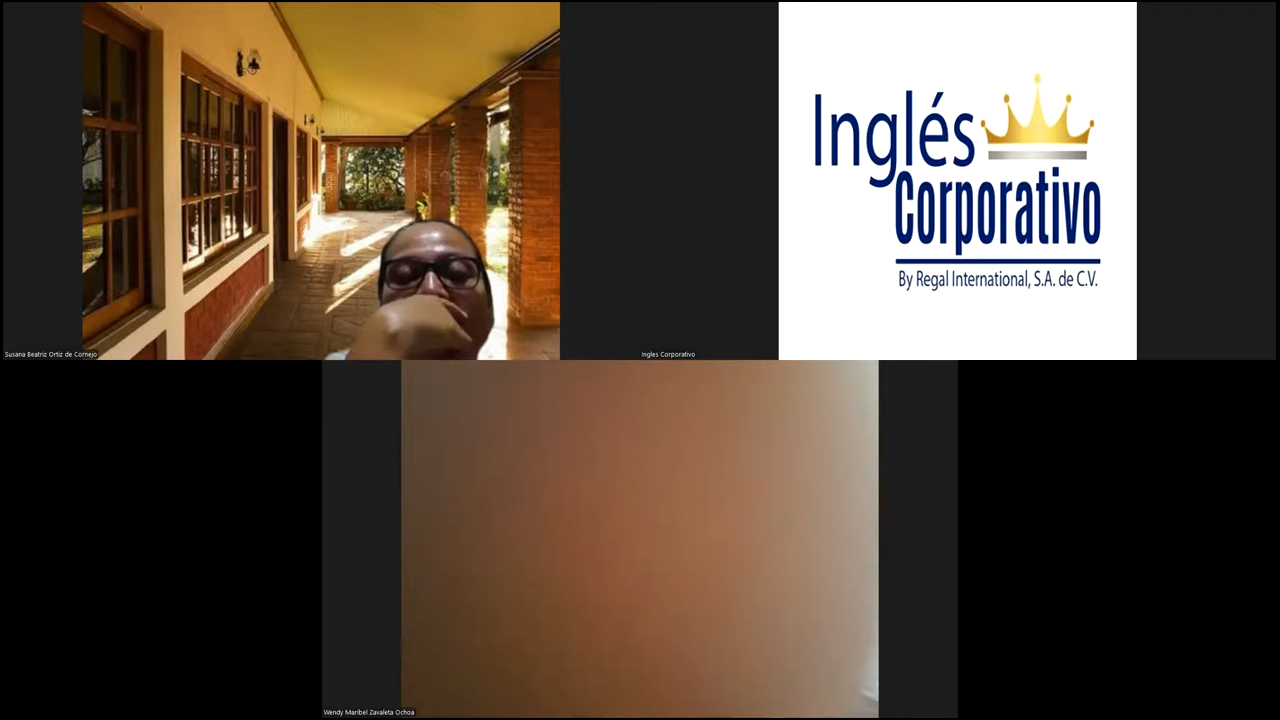 Inglés
Corporativo
By Regal International, S.A. de C.V.
Susana Beatriz Ortiz de Cornejo
Ingles Corporativo
Wendy Maribel Zavaleta Ochoa